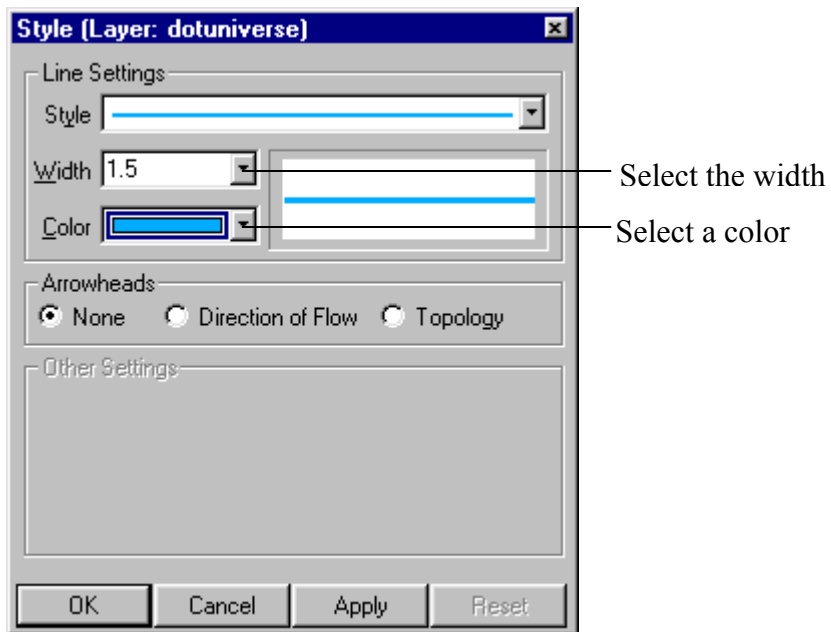 Style (Layer: dotuniverse)
Line Settings
Style
Width 1.5
Select the width
Color
Select a color
Arrowheads
None Direction of Flow Topology
Other Settings
OK Cancel Apply Reset